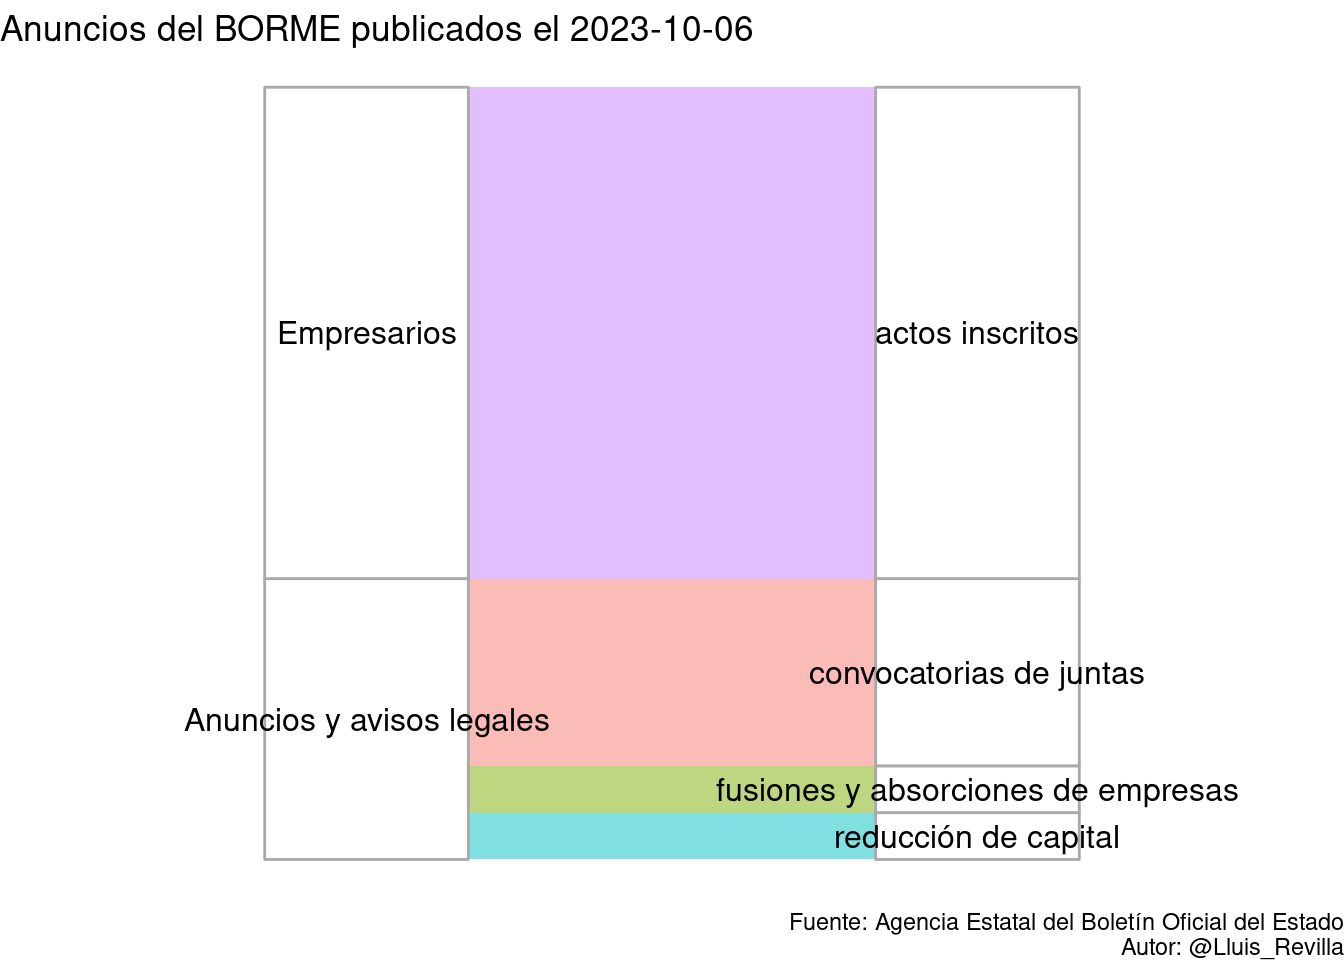 Anuncios del BORME publicados el 2023-10-06
Empresarios
actos inscritos
convocatorias de juntas
Anuncios y avisos legales
fusiones y absorciones de empresas
reducción de capital
Fuente: Agencia Estatal del Boletín Oficial del Estado
Autor: @Lluis_Revilla